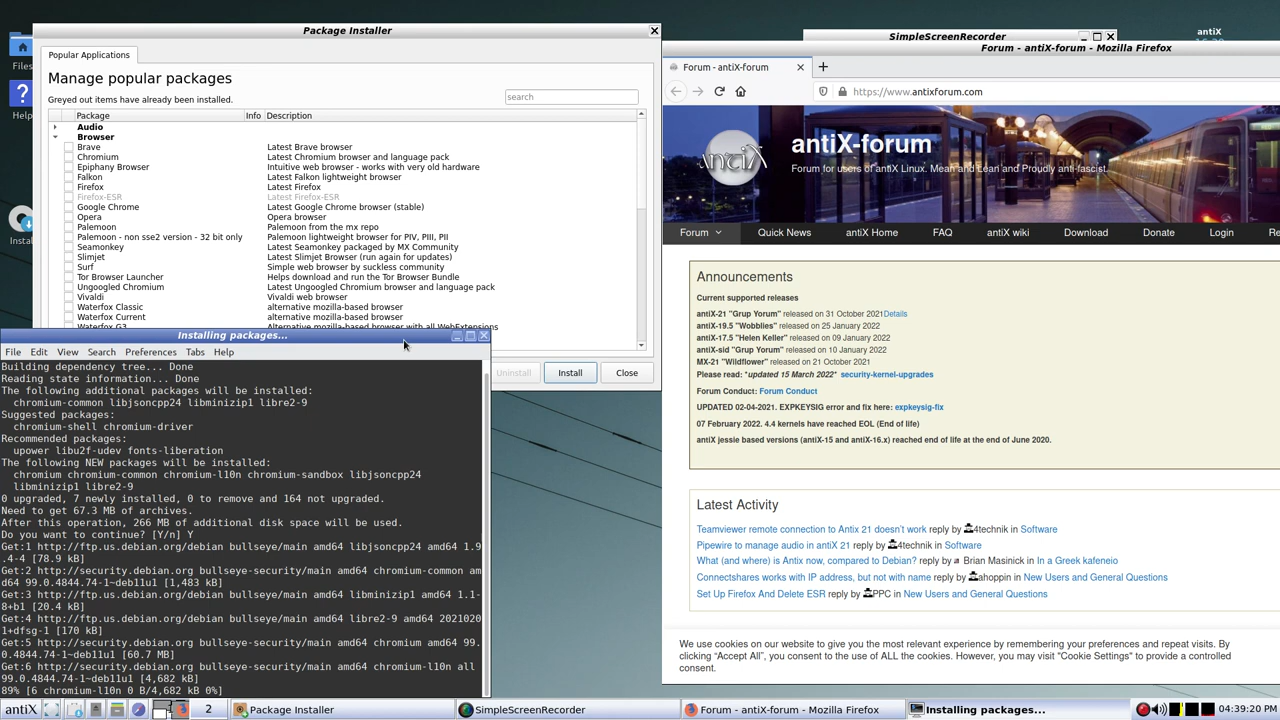 Package Installer
Popular Applications
Manage popular packages
Greyed out items have already been installed.
search
Package Info Description
Audio
Browser
Brave Latest Brave browser
Chromium Latest Chromium browser and language pack
Epiphany Browser Intuitive web browser - works with very old hardware
Falkon Latest Falkon lightweight browser
Firefox Latest Firefox
Firefox-ESR Latest Firefox-ESR
Google Chrome Latest Google Chrome browser (stable)
Opera Opera browser
Palemoon Palemoon from the mx repo
Palemoon - non sse2 version - 32 bit only Palemoon lightweight browser for PIV, PIII, PII
Seamonkey Latest Seamonkey packaged by MX Community
Slimjet Latest Slimjet Browser (run again for updates)
Surf Simple web browser by suckless community
Tor Browser Launcher Helps download and run the Tor Browser Bundle
Ungoogled Chromium Latest Ungoogled Chromium browser and language pack
Vivaldi Vivaldi web browser
Waterfox Classic alternative mozilla-based browser
Waterfox Current alternative mozilla-based browser
Waterfox G3 Alternative mozilla-based browser with all WebExtensions
Uninstall Install Close
Files
Help
Instal
Installing packages...
File Edit View Search Preferences Tabs Help
Building dependency tree... Done
Reading state information... Done
The following additional packages will be installed:
chromium-common libjsoncpp24 libminizip1 libre2-9
Suggested packages:
chromium-shell chromium-driver
Recommended packages:
upower libu2f-udev fonts-liberation
The following NEW packages will be installed:
chromium chromium-common chromium-l10n chromium-sandbox libjsoncpp24
libminizip1 libre2-9
0 upgraded, 7 newly installed, 0 to remove and 164 not upgraded.
Need to get 67.3 MB of archives.
After this operation, 266 MB of additional disk space will be used.
Do you want to continue? [Y/n] Y
Get:1 http://ftp.us.debian.org/debian bullseye/main amd64 libjsoncpp24 amd64 1.9
.4-4 [78.9 kB]
Get:2 http://security.debian.org bullseye-security/main amd64 chromium-common am
d64 99.0.4844.74-1~deb11u1 [1,483 kB]
Get:3 http://ftp.us.debian.org/debian bullseye/main amd64 libminizip1 amd64 1.1-
8+b1 [20.4 kB]
Get:4 http://ftp.us.debian.org/debian bullseye/main amd64 libre2-9 amd64 2021020
1+dfsg-1 [170 kB]
Get:5 http://security.debian.org bullseye-security/main amd64 chromium amd64 99.
0.4844.74-1~deb11u1 [60.7 MB]
Get:6 http://security.debian.org bullseye-security/main amd64 chromium-l10n all
99.0.4844.74-1~deb11u1 [4,682 kB]
89% [6 chromium-l10n 0 B/4,682 kB 0%]
SimpleScreenRecorder
antiX
Forum - antiX-forum - Mozilla Firefox
Forum - antiX-forum
https://www.antixforum.com
antiX
antiX-forum
Forum for users of antiX Linux. Mean and Lean and Proudly anti-fascist.
Forum Quick News antiX Home FAQ antiX wiki Download Donate Login Re
Announcements
Current supported releases
antiX-21 "Grup Yorum" released on 31 October 2021Details
antiX-19.5 "Wobblies" released on 25 January 2022
antiX-17.5 "Helen Keller" released on 09 January 2022
antiX-sid "Grup Yorum" released on 10 January 2022
MX-21 "Wildflower" released on 21 October 2021
Please read: *updated 15 March 2022* security-kernel-upgrades
Forum Conduct: Forum Conduct
UPDATED 02-04-2021. EXPKEYSIG error and fix here: expkeysig-fix
07 February 2022. 4.4 kernels have reached EOL (End of life)
antiX jessie based versions (antiX-15 and antiX-16.x) reached end of life at the end of June 2020.
Latest Activity
Teamviewer remote connection to Antix 21 doesn't work reply by 4technik in Software
Pipewire to manage audio in antiX 21 reply by 4technik in Software
What (and where) is Antix now, compared to Debian? reply by Brian Masinick in In a Greek kafeneio
Connectshares works with IP address, but not with name reply by ahoppin in New Users and General Questions
Set Up Firefox And Delete ESR reply by PPC in New Users and General Questions
We use cookies on our website to give you the most relevant experience by remembering your preferences and repeat visits. By
clicking “Accept All”, you consent to the use of ALL the cookies. However, you may visit "Cookie Settings" to provide a controlled
consent.
antiX 2 Package Installer SimpleScreenRecorder Forum - antiX-forum - Mozilla Firefox Installing packages... 04:39:20 PM